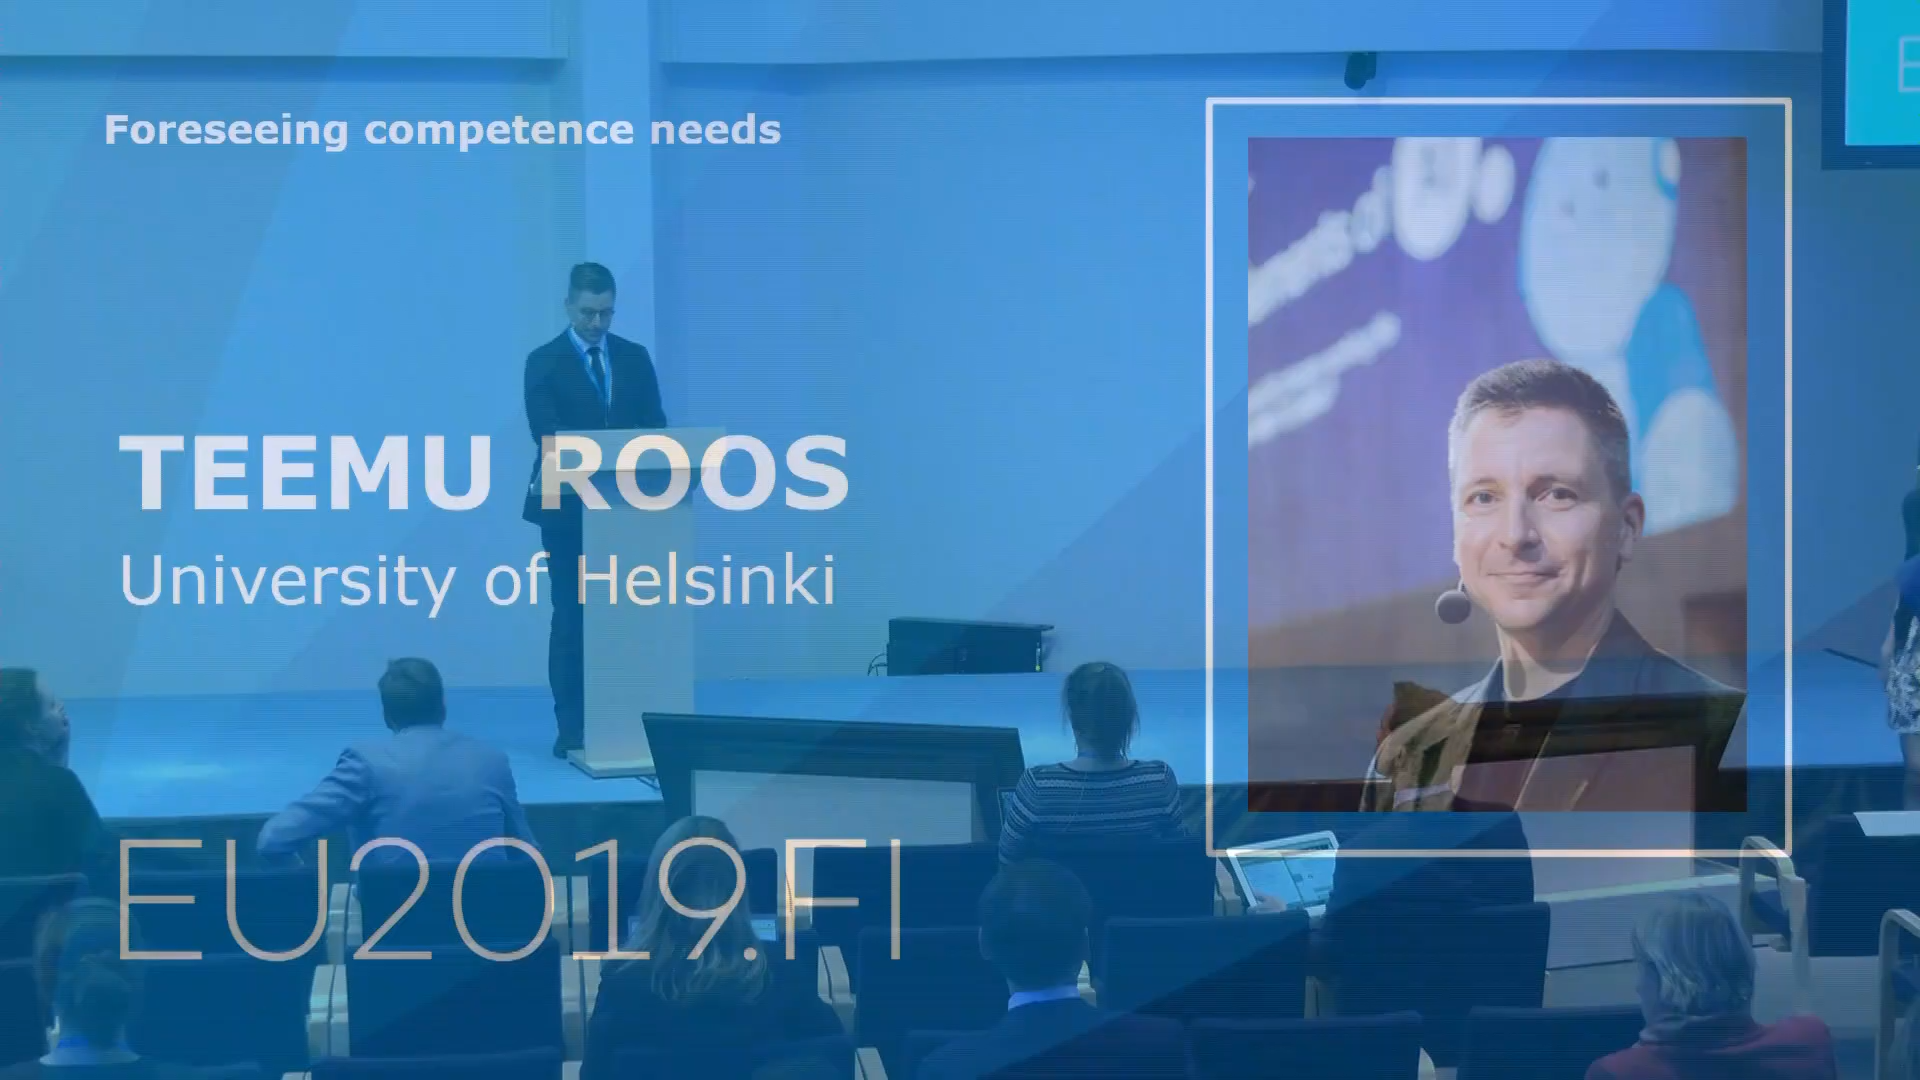 Foreseeing competence needs
TEEMU ROOS
University of Helsinki
EU2019.FI